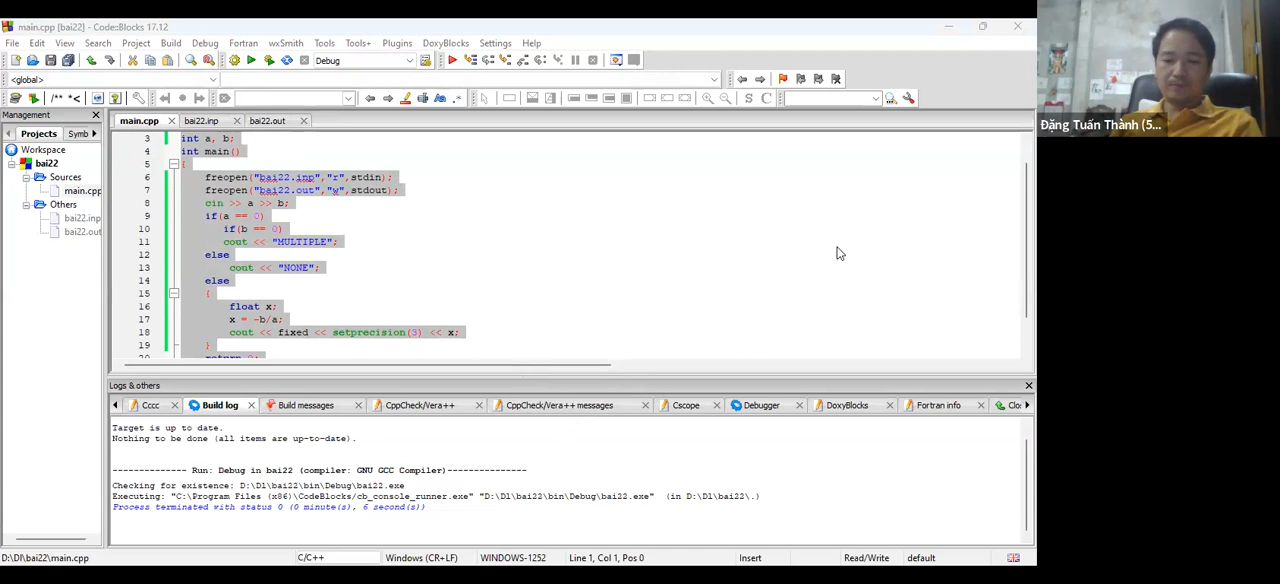 main.cpp [bai22] - Code::Blocks 17.12
File Edit View Search Project Build Debug Fortran wxSmith Tools Tools+ Plugins DoxyBlocks Settings Help
Debug
<global>
/** *<
S C
Management
Projects Symb
Workspace
bai22
Sources
main.cpp
Others
bai22.inp
bai22.out
main.cpp bai22.inp bai22.out
3 int a, b;
4 int main()
5 {
6 freopen("bai22.inp","r",stdin);
7 freopen("bai22.out","w",stdout);
8 cin >> a >> b;
9 if(a == 0)
10 if(b == 0)
11 cout << "MULTIPLE";
12 else
13 cout << "NONE";
14 else
15 {
16 float x;
17 x = -b/a;
18 cout << fixed << setprecision(3) << x;
19 }
20 return 0;
Logs & others
Cccc Build log Build messages CppCheck/Vera++ CppCheck/Vera++ messages Cscope Debugger DoxyBlocks Fortran info Clo
Target is up to date.
Nothing to be done (all items are up-to-date).
-------------- Run: Debug in bai22 (compiler: GNU GCC Compiler)---------------
Checking for existence: D:\Dl\bai22\bin\Debug\bai22.exe
Executing: "C:\Program Files (x86)\CodeBlocks/cb_console_runner.exe" "D:\Dl\bai22\bin\Debug\bai22.exe" (in D:\Dl\bai22\.)
Process terminated with status 0 (0 minute(s), 6 second(s))
D:\Dl\bai22\main.cpp C/C++ Windows (CR+LF) WINDOWS-1252 Line 1, Col 1, Pos 0 Insert Read/Write default
Đặng Tuấn Thành (5...